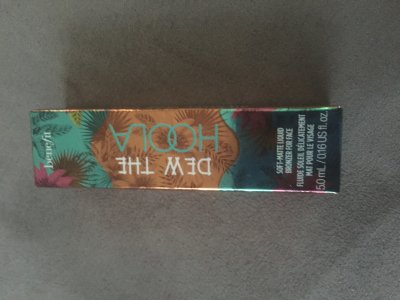 benefit
DEW THE
HOOLA
SOFT-MATTE LIQUID
BRONZER FOR FACE
FLUIDE SOLEIL DÉLICATEMENT
MAT POUR LE VISAGE
5.0 mL / 0.16 US fl. oz.